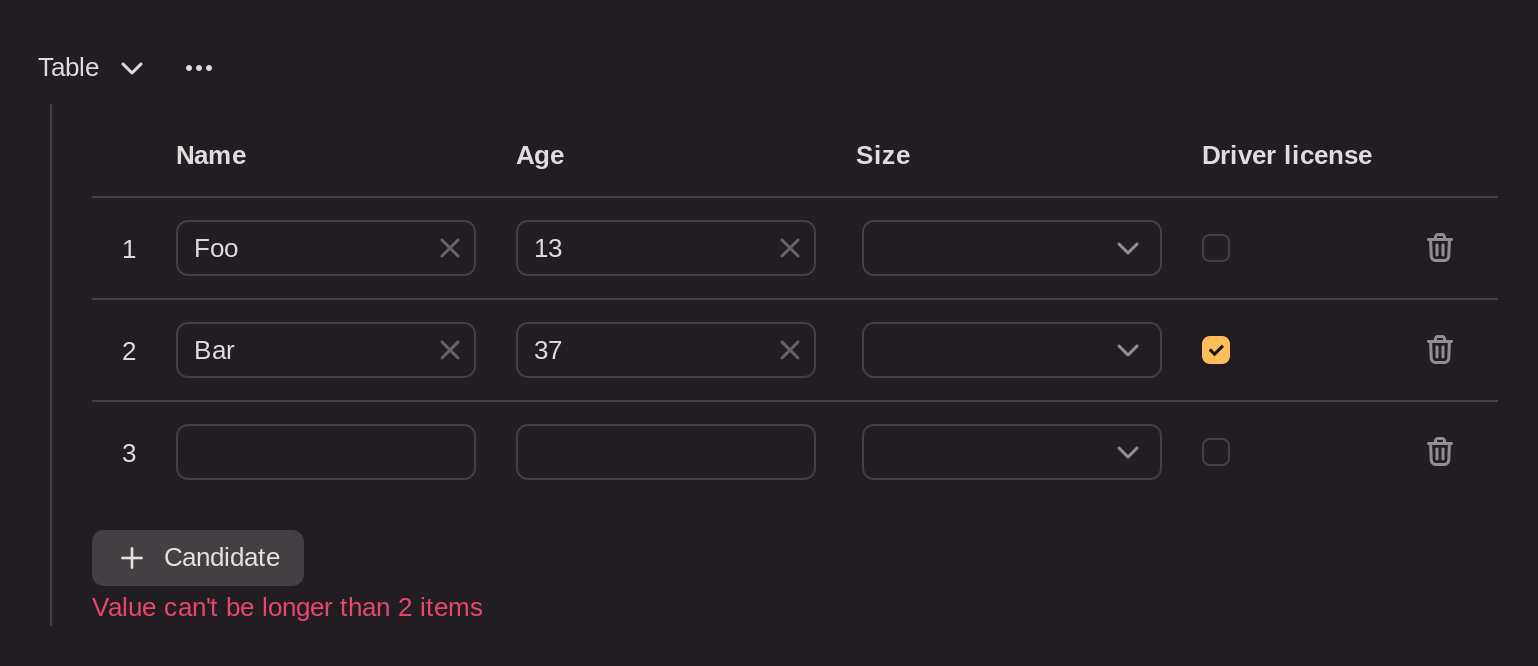 Table
Name Age Size Driver license
1 Foo 13
2 Bar 37
3
Candidate
Value can't be longer than 2 items